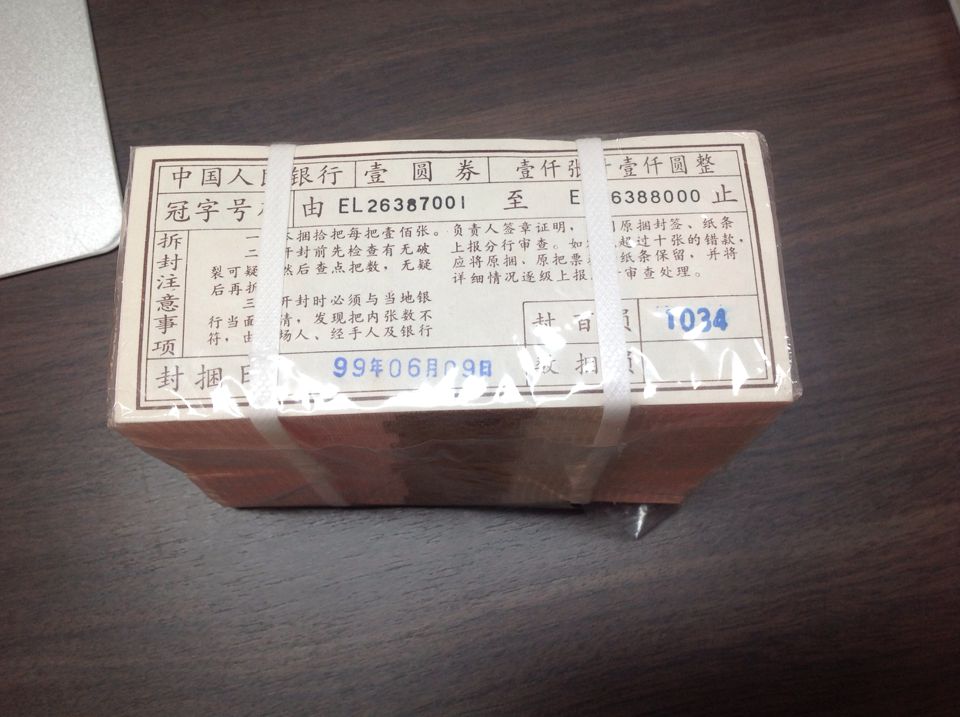 中国人民银行 壹圆券 壹仟张 壹仟圆整
冠字号 由 EL26387001 至 E 6388000 止
拆封注意事项
一 本捆拾把每把壹佰张。
二 开封前先检查有无破
裂可疑 然后查点把数，无疑
后再拆
三 开封时必须与当地银
行当面 清，发现把内张数不
符，由 场人、经手人及银行
负责人签章证明， 原捆封签、纸条
上报分行审查。如 超过十张的错款，
应将原捆、原把票 纸条保留，并将
详细情况逐级上报 审查处理。
封 员 1034
封捆日 99年06月09日 捆 员